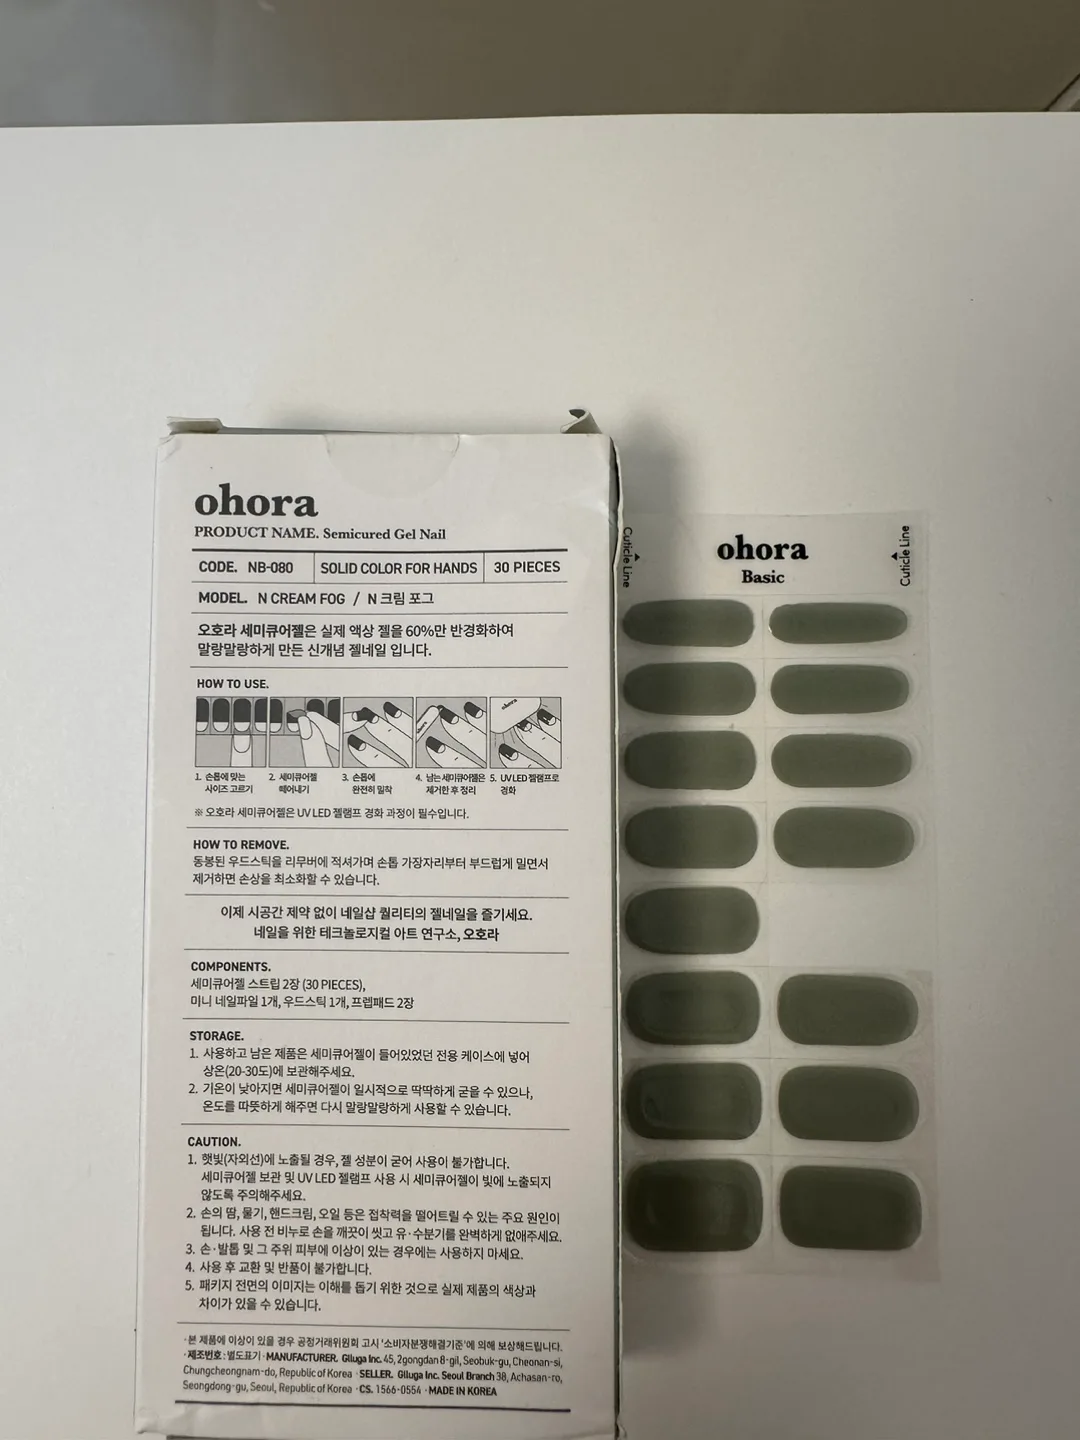 ohora
PRODUCT NAME. Semicured Gel Nail
CODE. NB-080 SOLID COLOR FOR HANDS 30 PIECES
MODEL. N CREAM FOG / N 크림 포그
오호라 세미큐어젤은 실제 액상 젤을 60%만 반경화하여
말랑말랑하게 만든 신개념 젤네일 입니다.
HOW TO USE.
ohora
ohora
1. 손톱에 맞는
사이즈 고르기
2. 세미큐어젤
떼어내기
3. 손톱에
완전히 밀착
4. 남는 세미큐어젤은
제거한 후 정리
5. UV LED 젤램프로
경화
※ 오호라 세미큐어젤은 UV LED 젤램프 경화 과정이 필수입니다.
HOW TO REMOVE.
동봉된 우드스틱을 리무버에 적셔가며 손톱 가장자리부터 부드럽게 밀면서
제거하면 손상을 최소화할 수 있습니다.
이제 시공간 제약 없이 네일샵 퀄리티의 젤네일을 즐기세요.
네일을 위한 테크놀로지컬 아트 연구소, 오호라
COMPONENTS.
세미큐어젤 스트립 2장 (30 PIECES),
미니 네일파일 1개, 우드스틱 1개, 프렙패드 2장
STORAGE.
1. 사용하고 남은 제품은 세미큐어젤이 들어있었던 전용 케이스에 넣어
상온(20-30도)에 보관해주세요.
2. 기온이 낮아지면 세미큐어젤이 일시적으로 딱딱하게 굳을 수 있으나,
온도를 따뜻하게 해주면 다시 말랑말랑하게 사용할 수 있습니다.
CAUTION.
1. 햇빛(자외선)에 노출될 경우, 젤 성분이 굳어 사용이 불가합니다.
세미큐어젤 보관 및 UV LED 젤램프 사용 시 세미큐어젤이 빛에 노출되지
않도록 주의해주세요.
2. 손의 땀, 물기, 핸드크림, 오일 등은 접착력을 떨어트릴 수 있는 주요 원인이
됩니다. 사용 전 비누로 손을 깨끗이 씻고 유·수분기를 완벽하게 없애주세요.
3. 손·발톱 및 그 주위 피부에 이상이 있는 경우에는 사용하지 마세요.
4. 사용 후 교환 및 반품이 불가합니다.
5. 패키지 전면의 이미지는 이해를 돕기 위한 것으로 실제 제품의 색상과
차이가 있을 수 있습니다.
·본 제품에 이상이 있을 경우 공정거래위원회 고시 '소비자분쟁해결기준'에 의해 보상해드립니다.
·제조번호 : 별도표기 ·MANUFACTURER. Glluga Inc. 45, 2gongdan 8-gil, Seobuk-gu, Cheonan-si,
Chungcheongnam-do, Republic of Korea ·SELLER. Glluga Inc. Seoul Branch 38, Achasan-ro,
Seongdong-gu, Seoul, Republic of Korea ·CS. 1566-0554 ·MADE IN KOREA
Cuticle Line
ohora
Basic
Cuticle Line